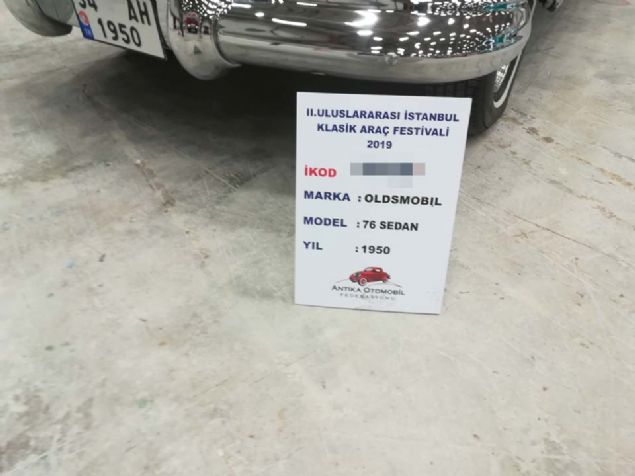 34 AH
1950
II.ULUSLARARASI İSTANBUL
KLASİK ARAÇ FESTİVALİ
2019
İKOD
MARKA : OLDSMOBIL
MODEL : 76 SEDAN
YIL : 1950
ANTİKA OTOMOBİL
FEDERASYONU